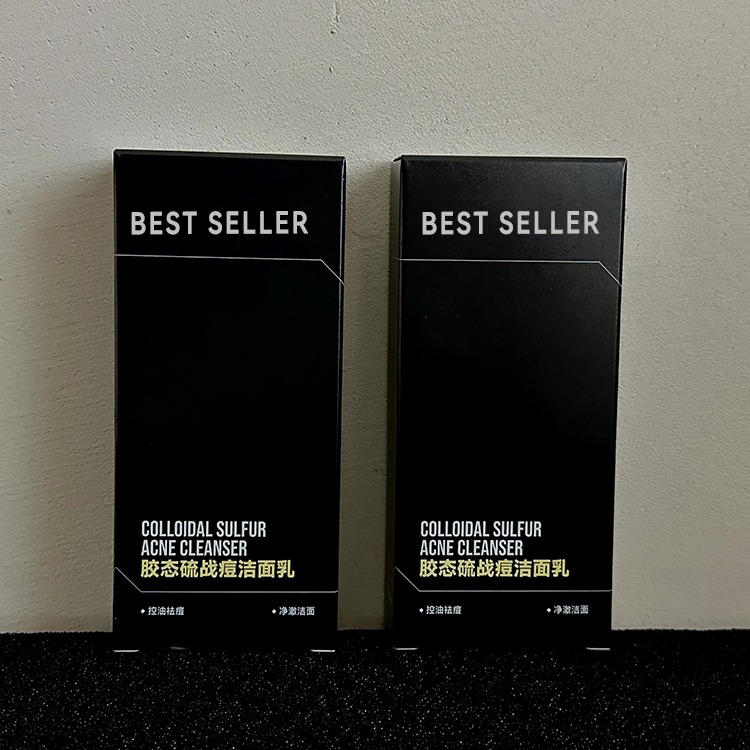 BEST SELLER
COLLOIDAL SULFUR
ACNE CLEANSER
胶态硫战痘洁面乳
控油祛痘
净澈洁面
BEST SELLER
COLLOIDAL SULFUR
ACNE CLEANSER
胶态硫战痘洁面乳
控油祛痘
净澈洁面